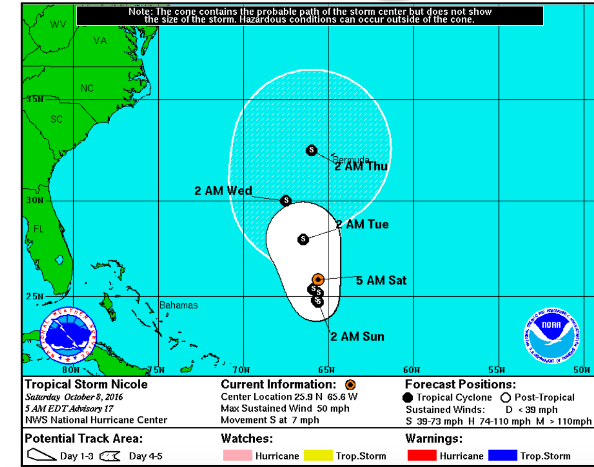 Note: The cone contains the probable path of the storm center but does not show
the size of the storm. Hazardous conditions can occur outside of the cone.
WV
VA
NC
35N
SC
Bermuda
2 AM Thu
2 AM Wed
30N
FL
2 AM Tue
5 AM Sat
25N
Bahamas
2 AM Sun
NOAA
80W
75W
70W
65W
60W
55W
50W
Tropical Storm Nicole
Saturday October 8, 2016
5 AM EDT Advisory 17
NWS National Hurricane Center
Current Information:
Center Location 25.9 N 65.6 W
Max Sustained Wind 50 mph
Movement S at 7 mph
Forecast Positions:
Tropical Cyclone Post-Tropical
Sustained Winds: D < 39 mph
S 39-73 mph H 74-110 mph M > 110mph
Potential Track Area:
Day 1-3 Day 4-5
Watches:
Hurricane Trop.Storm
Warnings:
Hurricane Trop.Storm